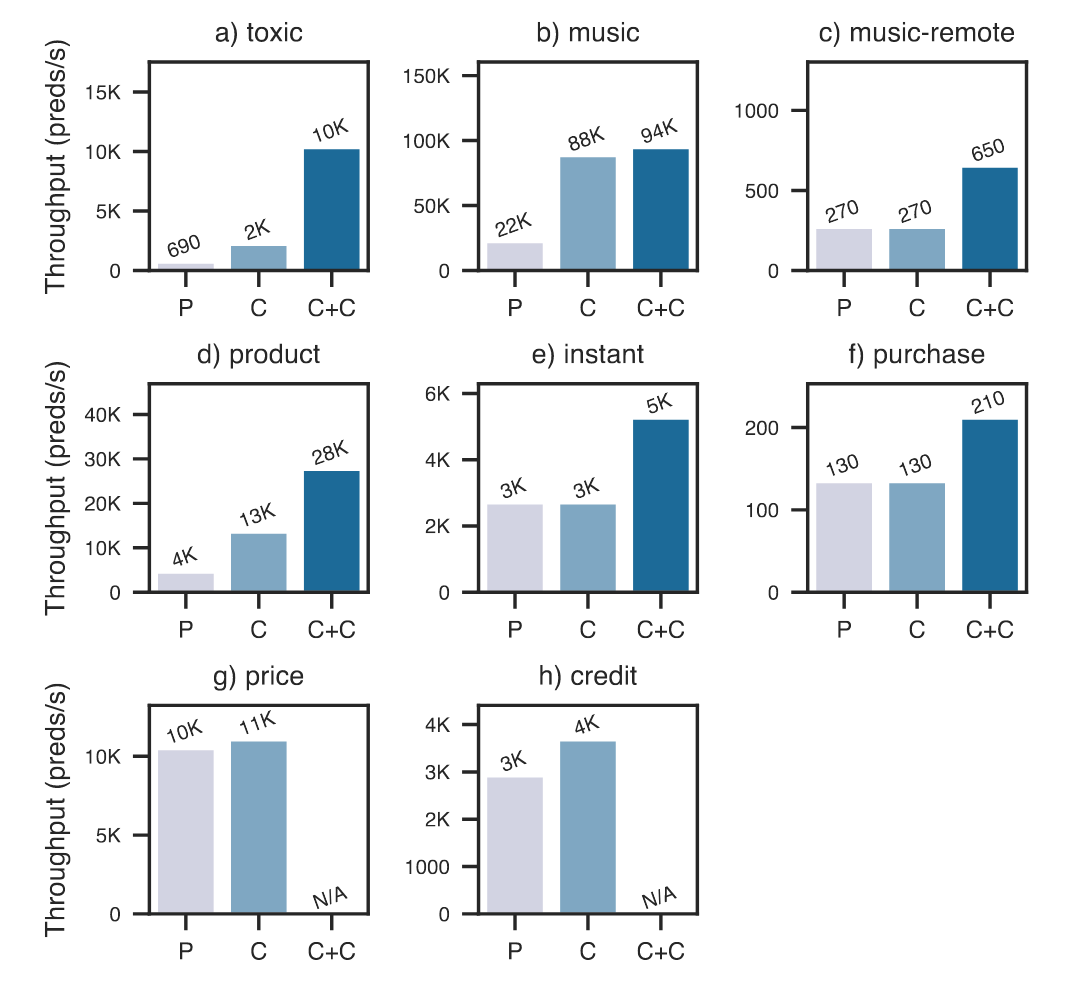 a) toxic
Throughput (preds/s)
15K
10K
5K
0
690
2K
10K
P
C
C+C
b) music
150K
100K
50K
0
22K
88K
94K
P
C
C+C
c) music-remote
1000
500
0
270
270
650
P
C
C+C
d) product
Throughput (preds/s)
40K
30K
20K
10K
0
4K
13K
28K
P
C
C+C
e) instant
6K
4K
2K
0
3K
3K
5K
P
C
C+C
f) purchase
200
100
0
130
130
210
P
C
C+C
g) price
Throughput (preds/s)
10K
5K
0
10K
11K
N/A
P
C
C+C
h) credit
4K
3K
2K
1000
0
3K
4K
N/A
P
C
C+C